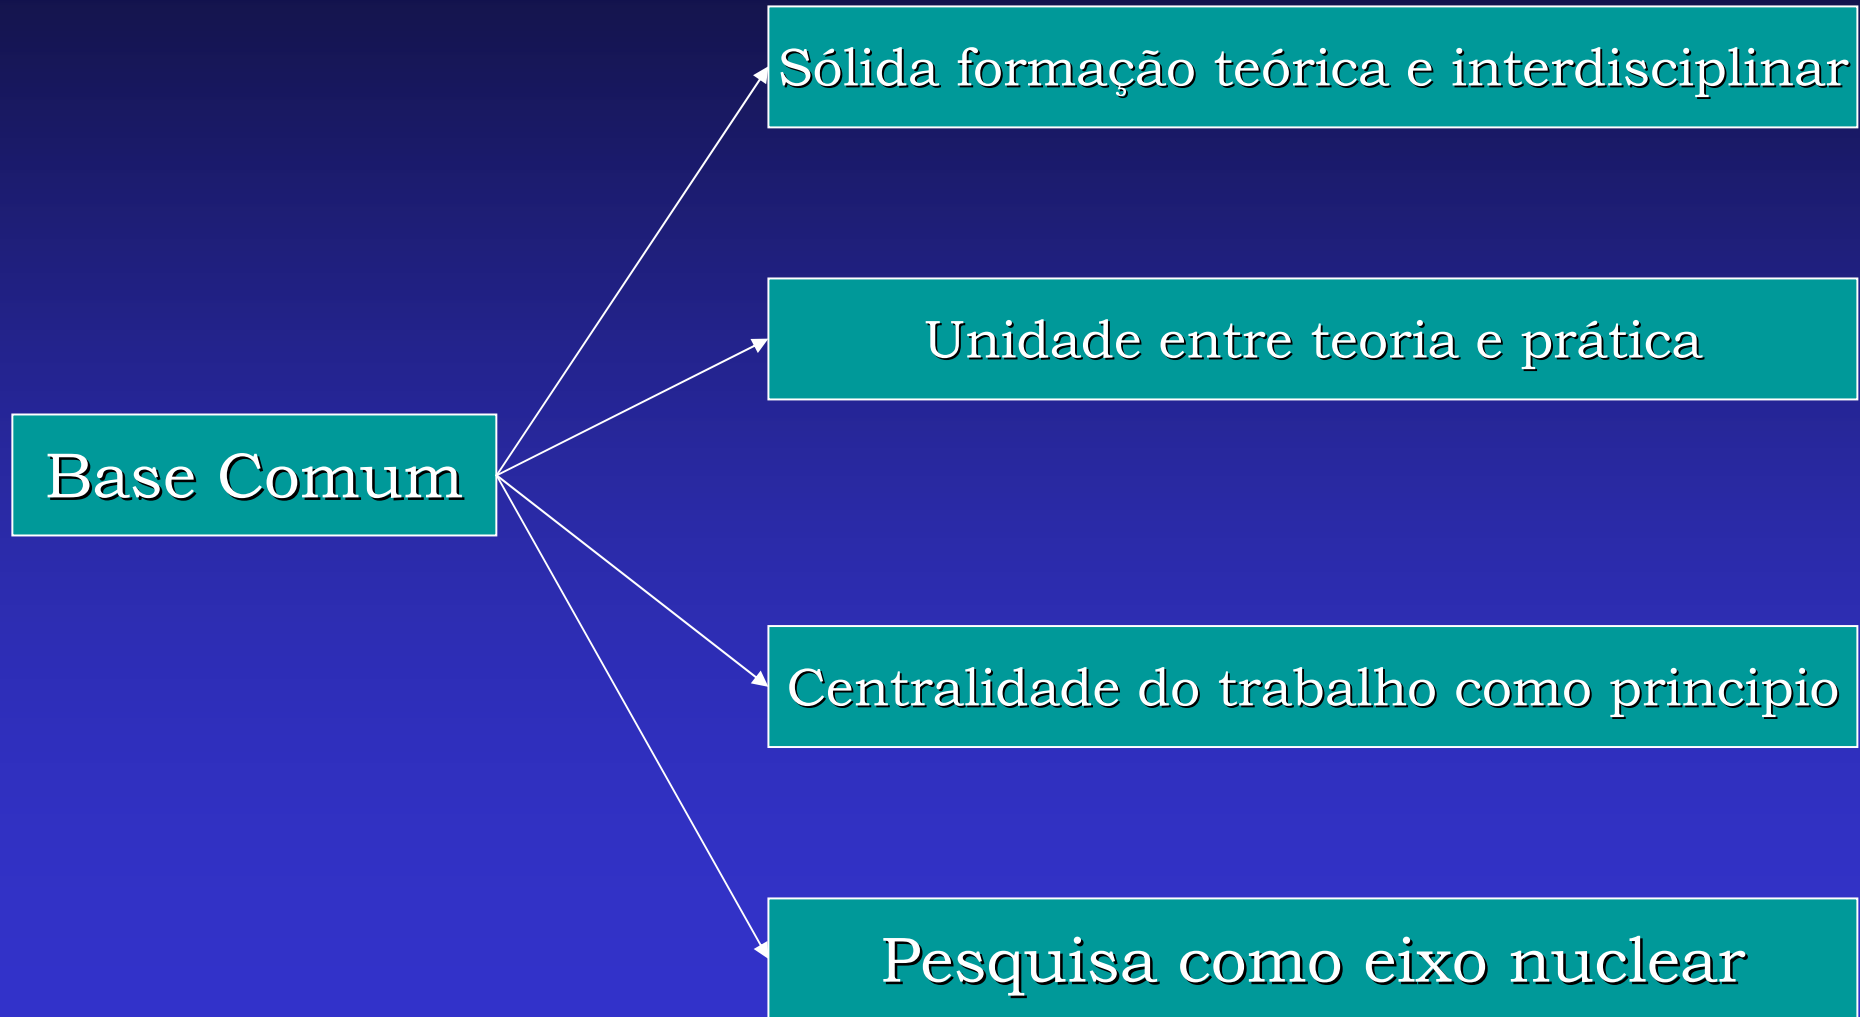 Sólida formação teórica e interdisciplinar
Unidade entre teoria e prática
Base Comum
Centralidade do trabalho como principio
Pesquisa como eixo nuclear